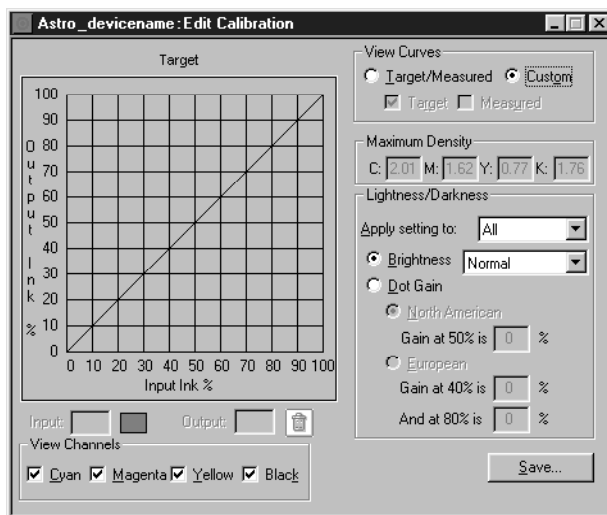 Astro_devicename:Edit Calibration
Target
100
90
80
70
60
50
40
30
20
10
0
Output Ink %
0 10 20 30 40 50 60 70 80 90 100
Input Ink %
Input: Output:
View Channels
Cyan Magenta Yellow Black
View Curves
Target/Measured Custom
Target Measured
Maximum Density
C: 2.01 M: 1.62 Y: 0.77 K: 1.76
Lightness/Darkness
Apply setting to: All
Brightness Normal
Dot Gain
North American
Gain at 50% is 0 %
European
Gain at 40% is 0 %
And at 80% is 0 %
Save...